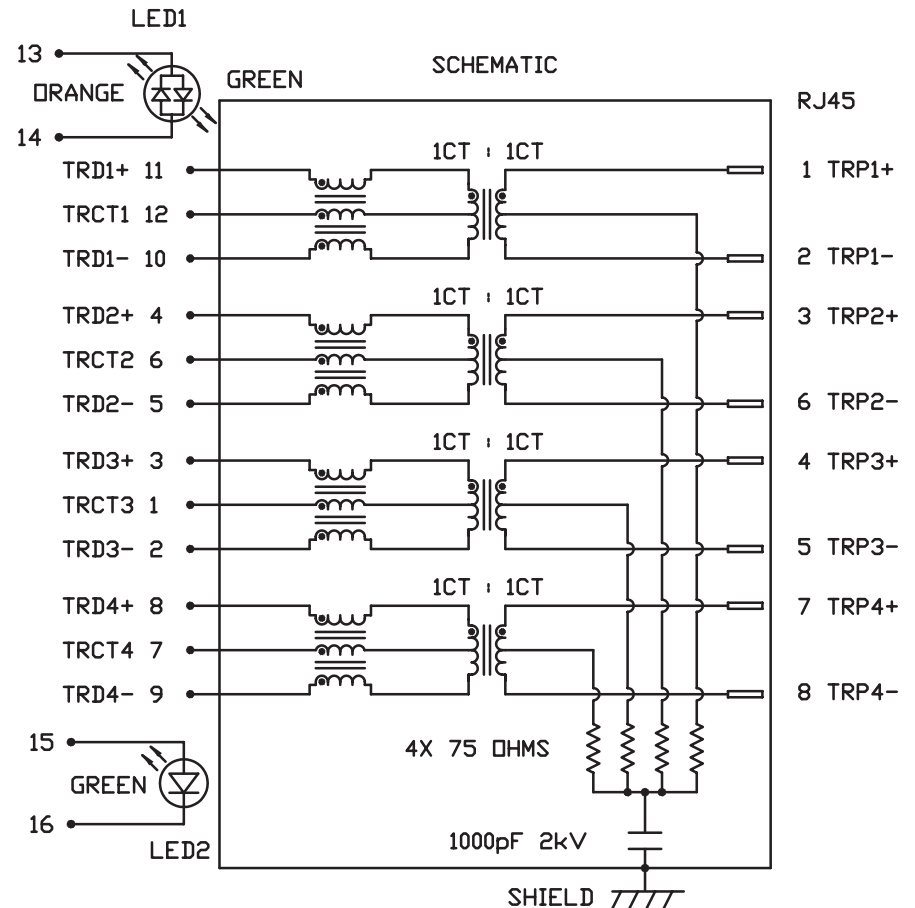 LED1
13
SCHEMATIC
GREEN
ORANGE
RJ45
14
1CT : 1CT
TRD1+ 11
1 TRP1+
TRCT1 12
TRD1- 10
2 TRP1-
1CT : 1CT
TRD2+ 4
3 TRP2+
TRCT2 6
TRD2- 5
6 TRP2-
1CT : 1CT
TRD3+ 3
4 TRP3+
TRCT3 1
TRD3- 2
5 TRP3-
1CT : 1CT
TRD4+ 8
7 TRP4+
TRCT4 7
TRD4- 9
8 TRP4-
15
4X 75 OHMS
GREEN
16
1000pF 2kV
LED2
SHIELD